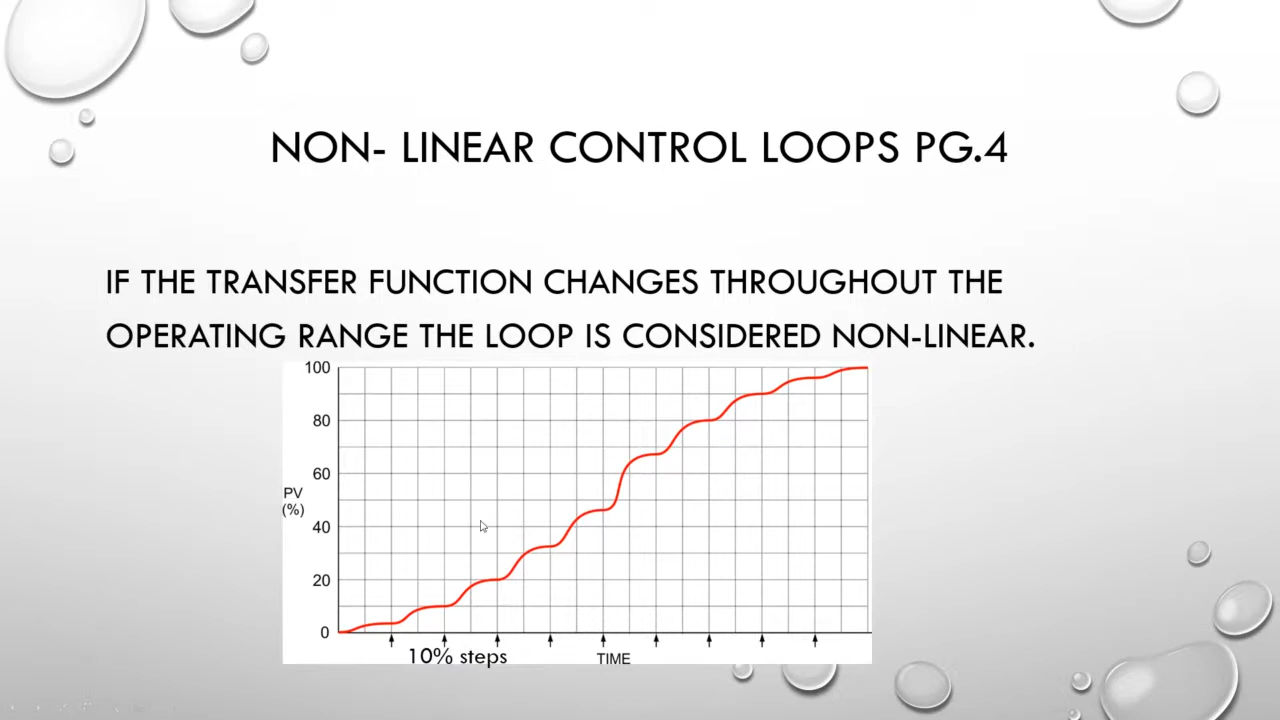 NON- LINEAR CONTROL LOOPS PG.4
IF THE TRANSFER FUNCTION CHANGES THROUGHOUT THE
OPERATING RANGE THE LOOP IS CONSIDERED NON-LINEAR.
100
80
60
PV
(%)
40
20
0
10% steps
TIME